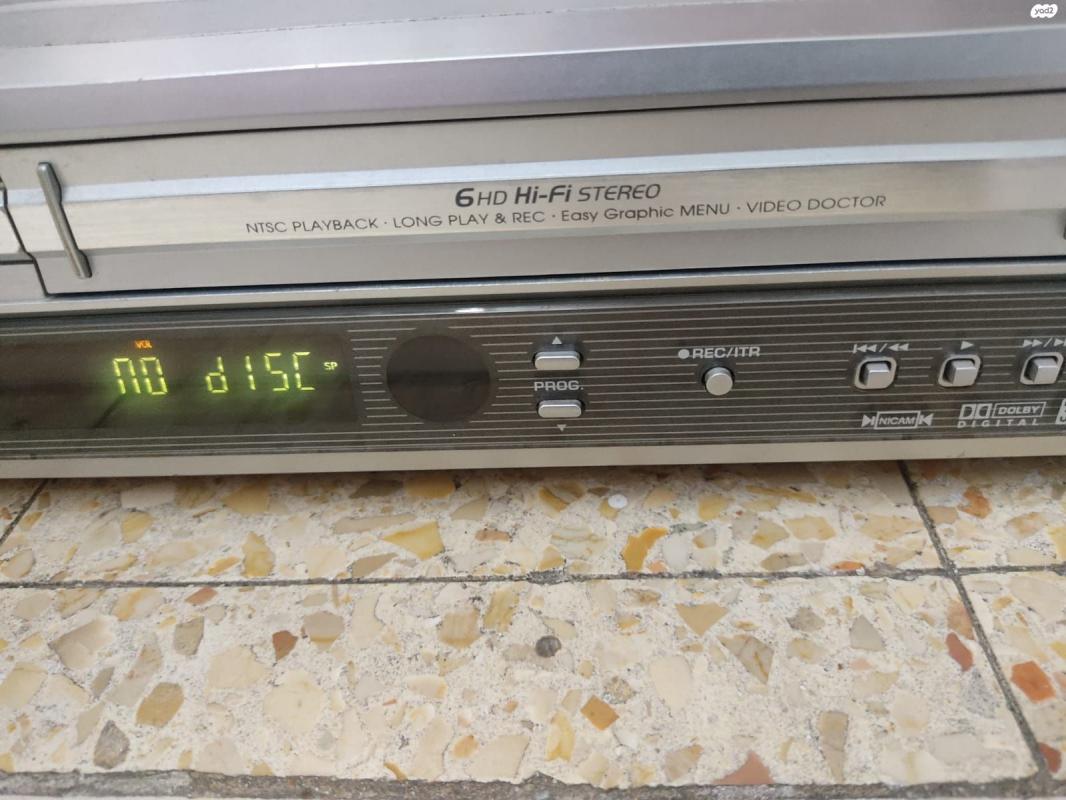 yad2
6HD Hi-Fi STEREO
NTSC PLAYBACK · LONG PLAY & REC · Easy Graphic MENU · VIDEO DOCTOR
VOL
NO dISC SP
PROG.
REC/ITR
NICAM
DOLBY
DIGITAL